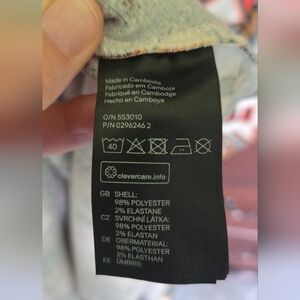 Made in Cambodia
Fabricado em Camboja
Fabriqué en Cambodge
Hecho en Camboya
O/N 553010
P/N 0296246 2
40
clevercare.info
GB SHELL:
98% POLYESTER
2% ELASTANE
CZ SVRCHNÍ LÁTKA:
98% POLYESTER
2% ELASTAN
DE OBERMATERIAL:
98% POLYESTER
2% ELASTHAN
EE ÜMBRIS: